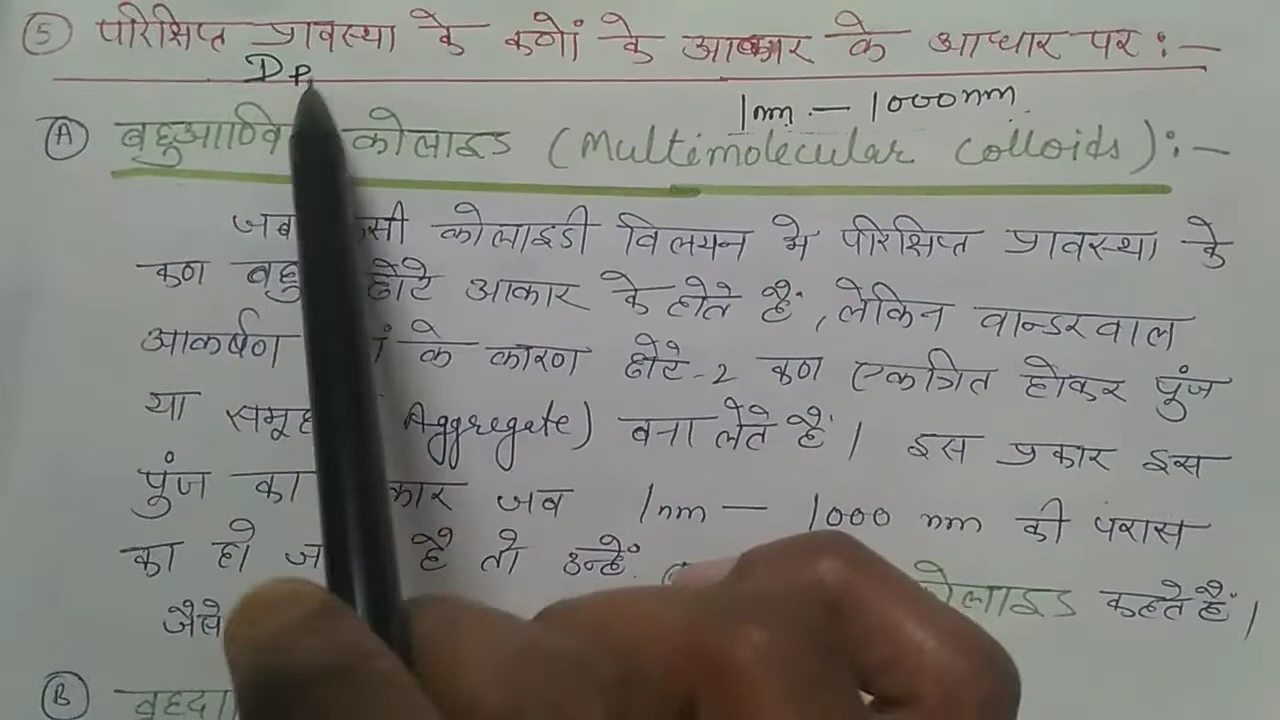 ⑤ परिक्षिप्त प्रावस्था के कणों के आकार के आधार पर :-
DP
1nm - 1000nm
Ⓐ कोलाइड (Multimolecular Colloids) :-
जब कोलाइडी विलयन मे परिक्षिप्त प्रावस्था के
कण बहु छोटे आकार के होते हैं, लेकिन वान्डरवाल
आकर्षण के कारण छोटे-2 कण एकत्रित होकर पुंज
या समूह Aggregate) बना लेते हैं। इस प्रकार इस
पुंज का जब 1nm - 1000 nm की परास
का हो है तो उन्हें कहते हैं।
जैसे
Ⓑ